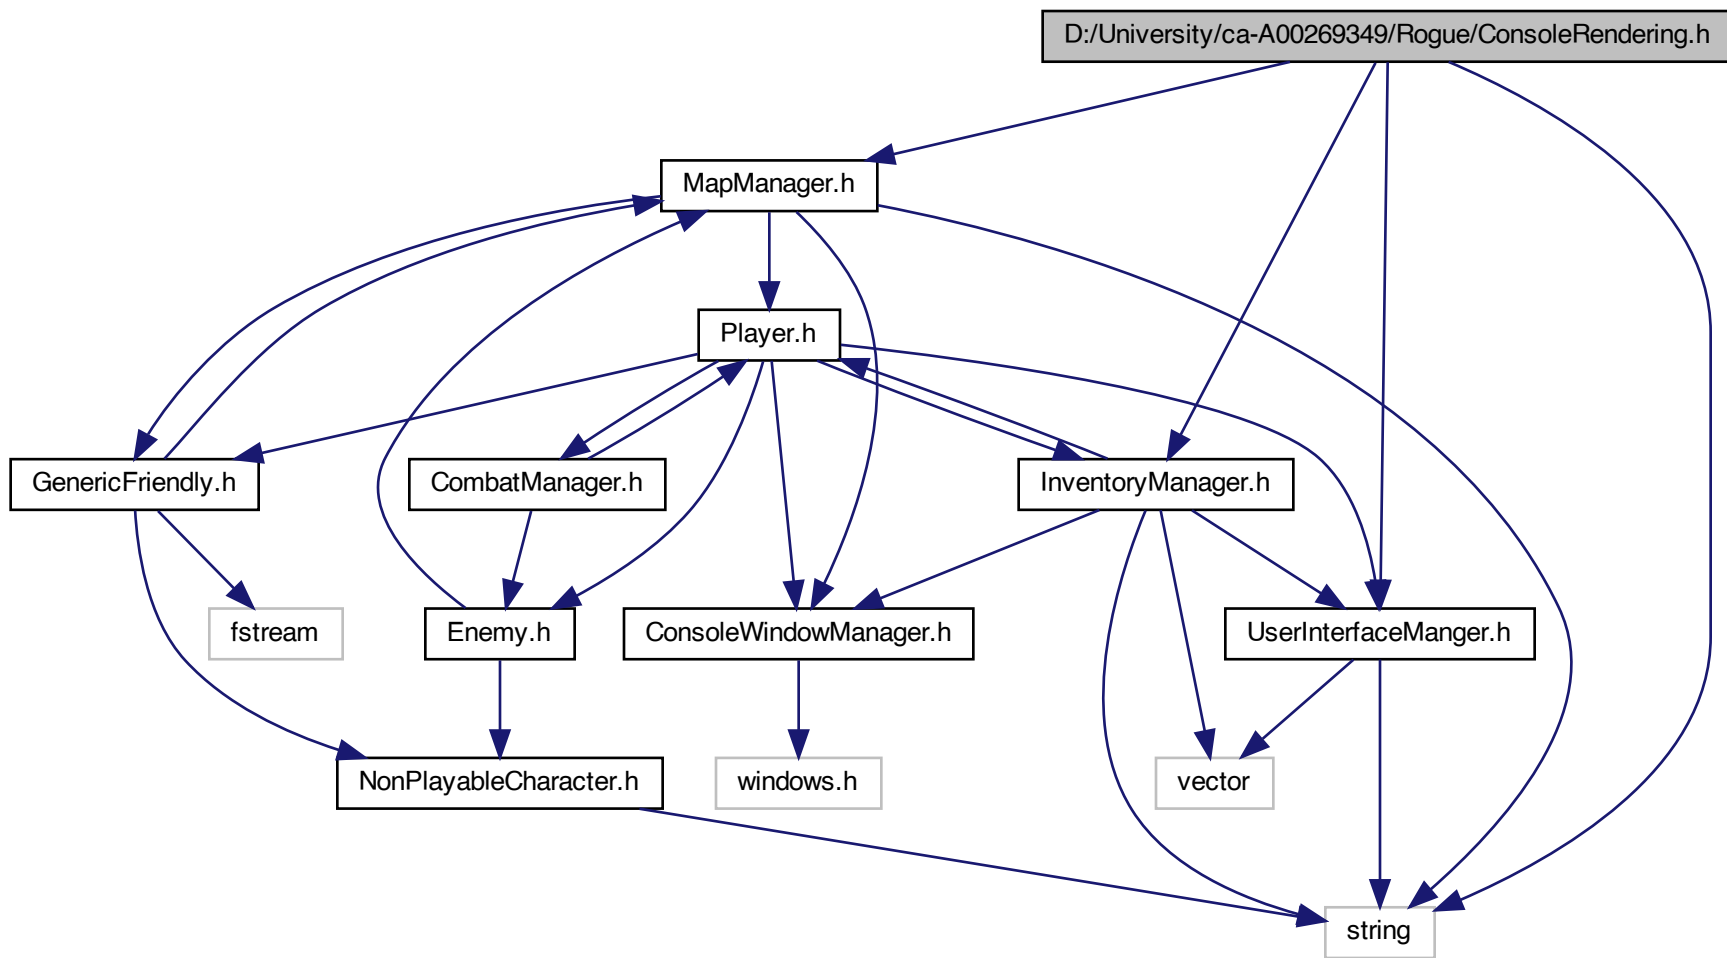 D:/University/ca-A00269349/Rogue/ConsoleRendering.h
MapManager.h
Player.h
GenericFriendly.h
CombatManager.h
InventoryManager.h
fstream
Enemy.h
ConsoleWindowManager.h
UserInterfaceManger.h
NonPlayableCharacter.h
windows.h
vector
string